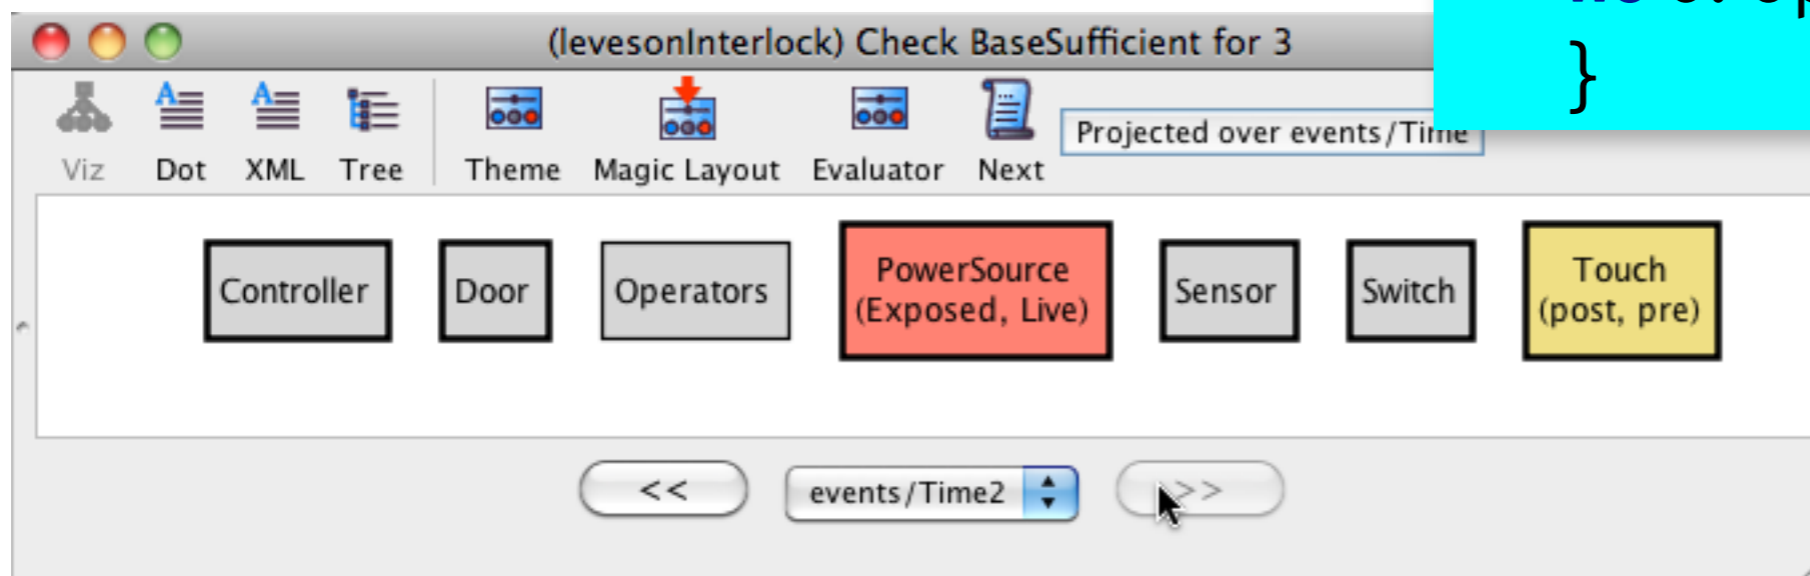 (levesonInterlock) Check BaseSufficient for 3
}
Viz Dot XML Tree Theme Magic Layout Evaluator Next
Projected over events/Time
Controller
Door
Operators
PowerSource
(Exposed, Live)
Sensor
Switch
Touch
(post, pre)
<< events/Time2 >>